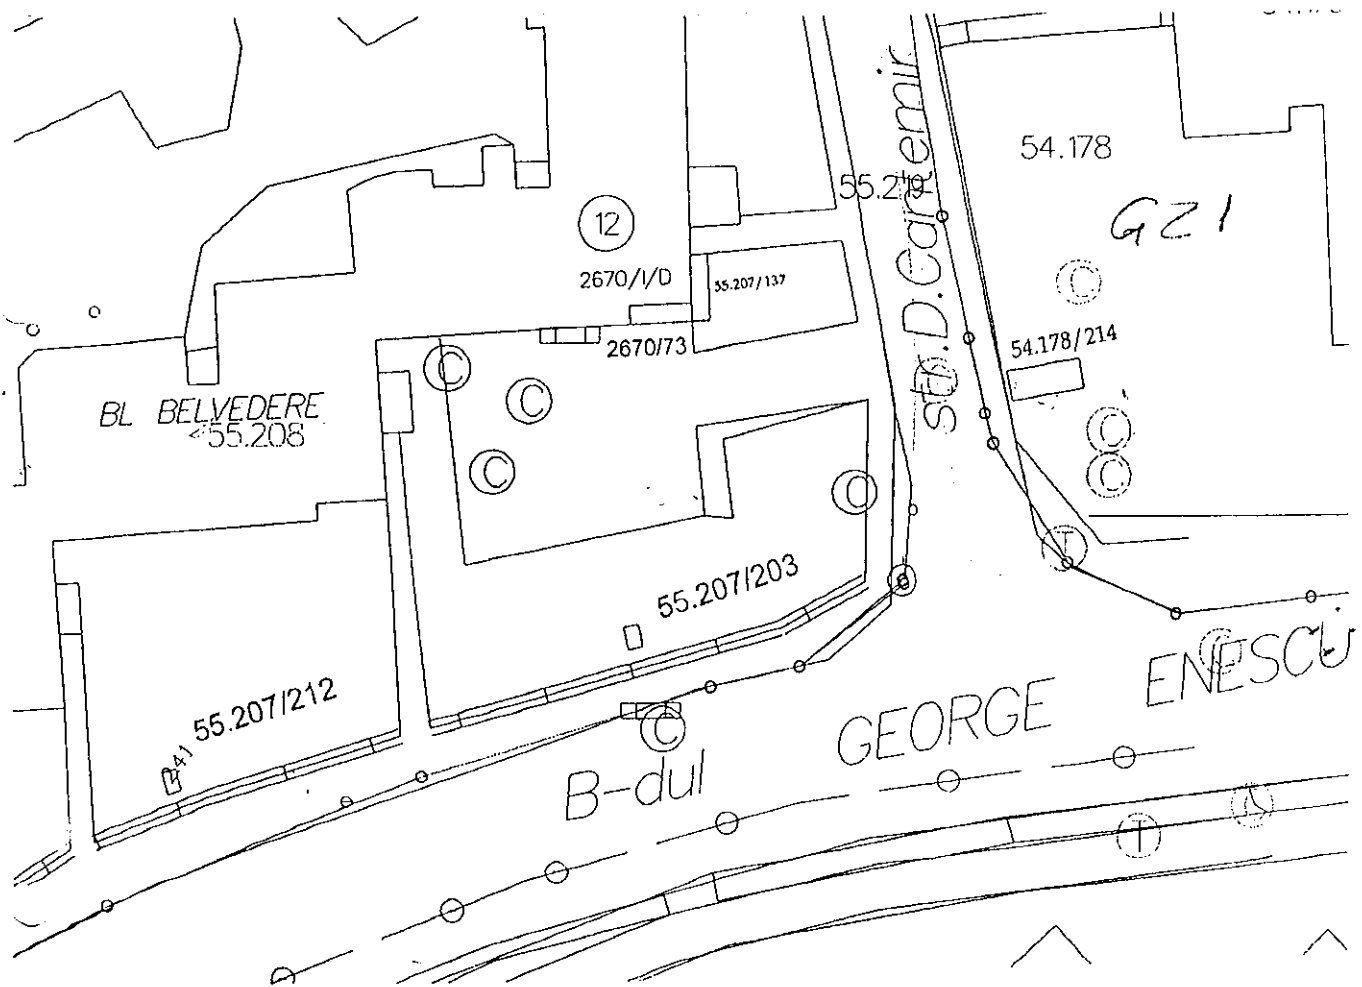 54.178
55.219
GZ1
12
2670/I/D
55.207/137
2670/73
54.178/214
str.D.Cantemir
BL BELVEDERE
55.208
C
C
C
C
C
C
C
55.207/203
T
55.207/212
241
B-dul GEORGE ENESCU
C
C
T